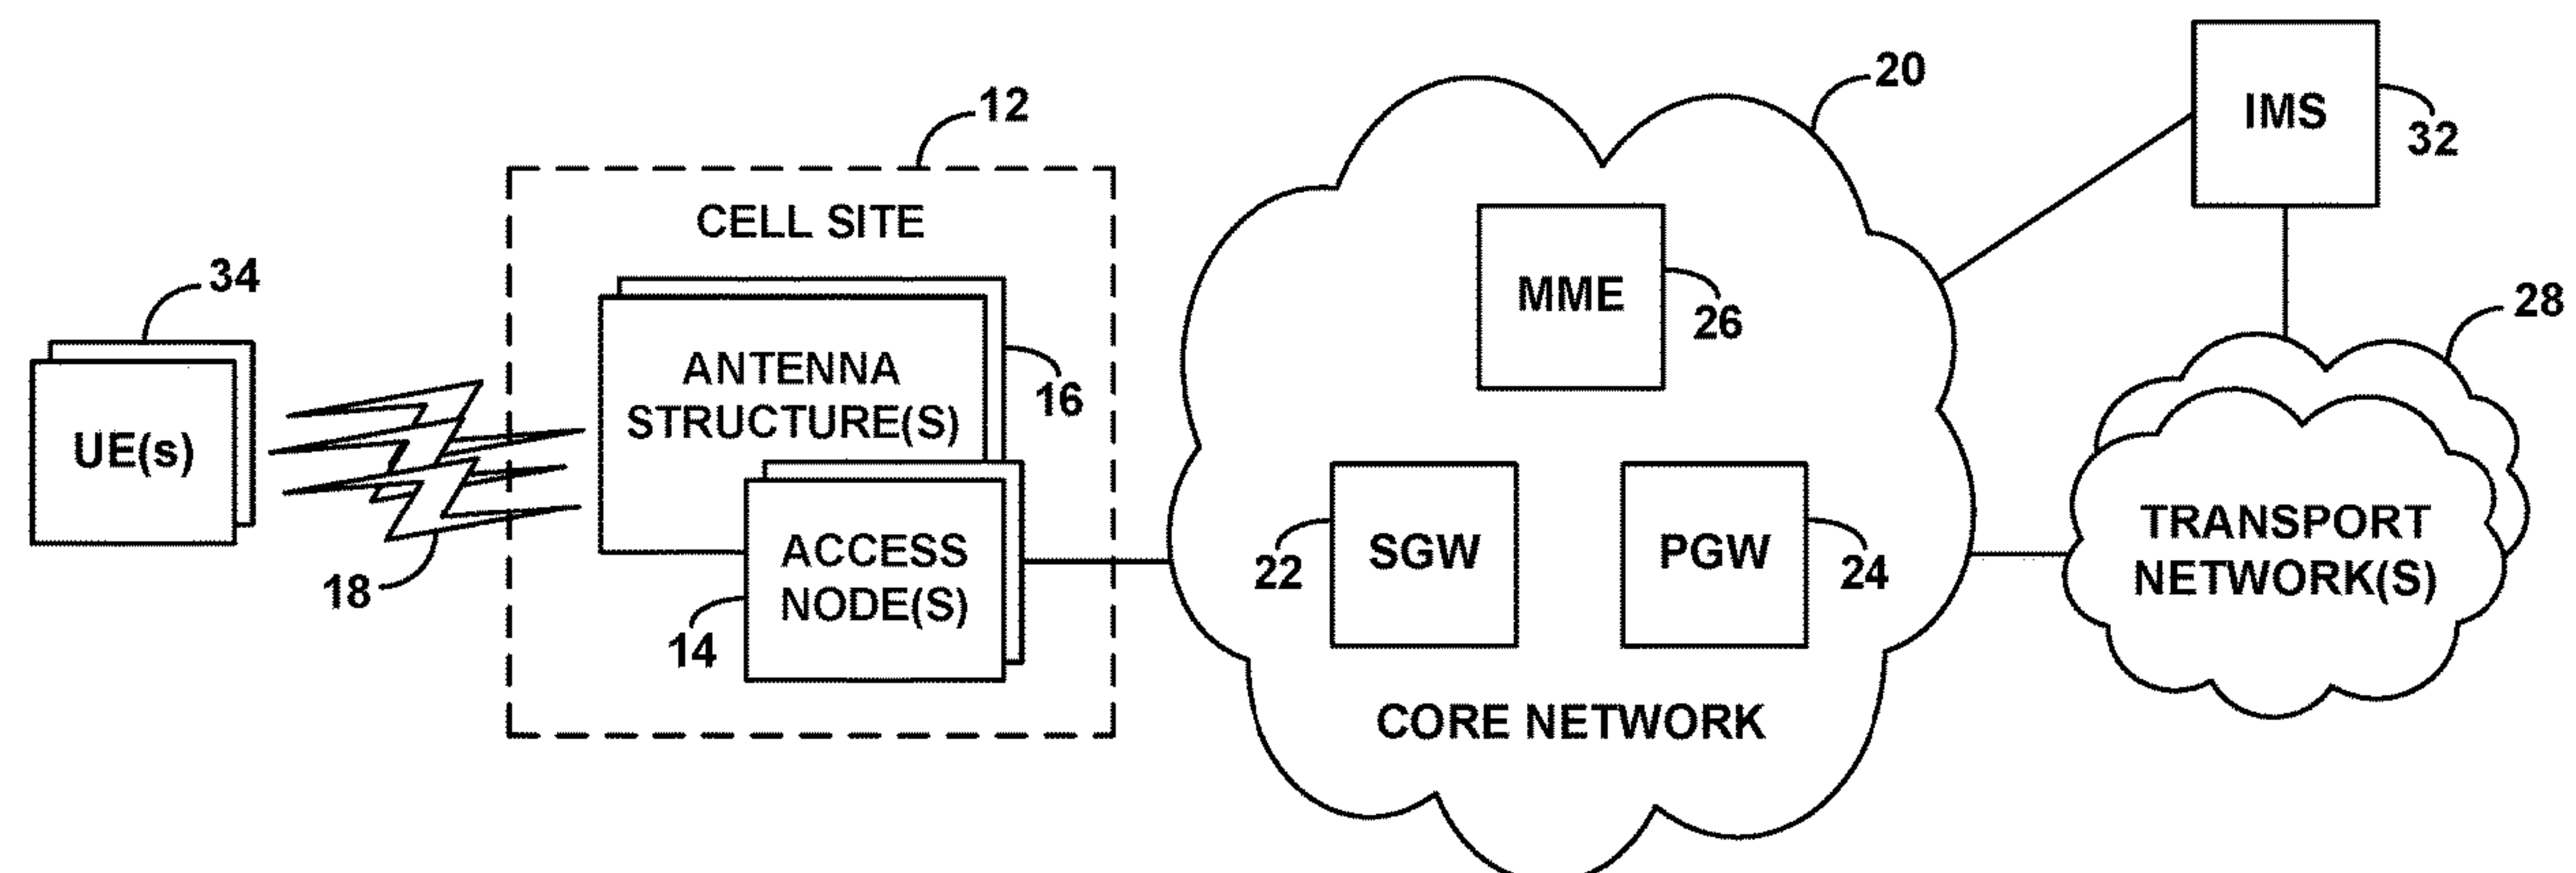 34
UE(s)
18
12
CELL SITE
ANTENNA
STRUCTURE(S)
16
ACCESS
NODE(S)
14
20
MME
26
SGW
22
PGW
24
CORE NETWORK
IMS
32
28
TRANSPORT
NETWORK(S)